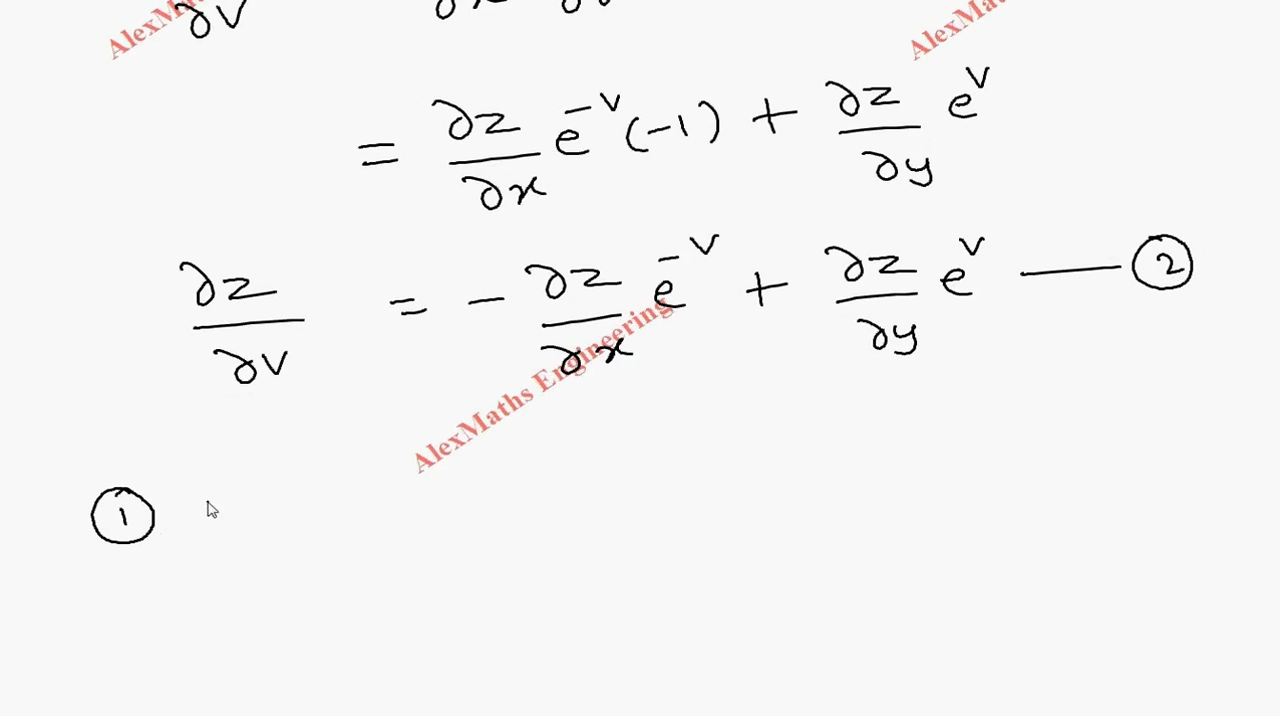 ∂v
= ∂z/∂x e^{-v} (-1) + ∂z/∂y e^{v}
∂z/∂v = - ∂z/∂x e^{-v} + ∂z/∂y e^{v} —— ②
AlexMaths Engineering
①